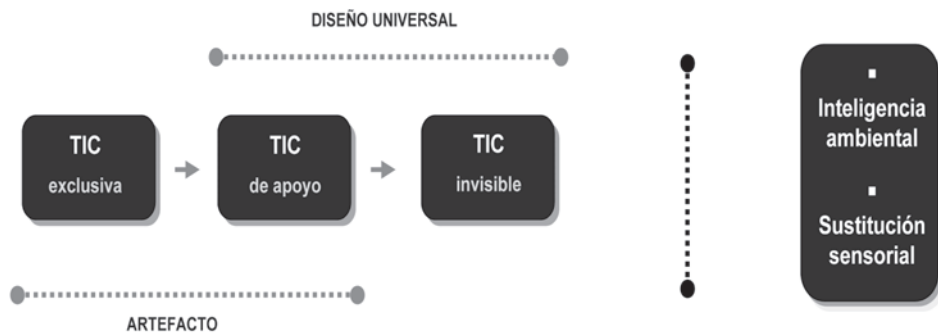 DISEÑO UNIVERSAL
TIC
exclusiva
TIC
de apoyo
TIC
invisible
ARTEFACTO
Inteligencia
ambiental
Sustitución
sensorial